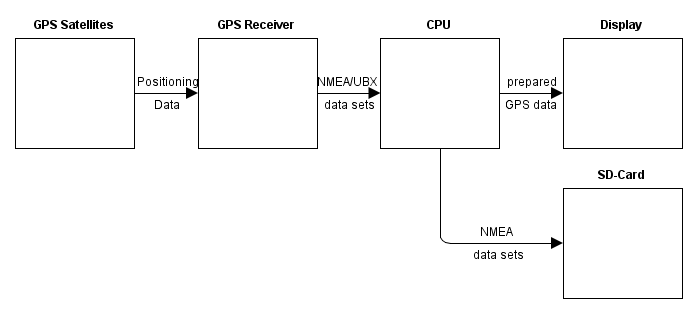 GPS Satellites
GPS Receiver
CPU
Display
Positioning
Data
NMEA/UBX
data sets
prepared
GPS data
SD-Card
NMEA
data sets